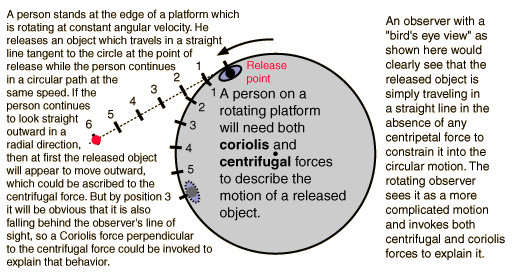 A person stands at the edge of a platform which
is rotating at constant angular velocity. He
releases an object which travels in a straight
line tangent to the circle at the point of
release while the person continues
in a circular path at the
same speed. If the
person continues
to look straight
outward in a
radial direction,
then at first the released object
will appear to move outward,
which could be ascribed to the
centrifugal force. But by position 3
it will be obvious that it is also
falling behind the observer's line of
sight, so a Coriolis force perpendicular
to the centrifugal force could be invoked to
explain that behavior.
1
2
3
4
5
6
1
2
3
4
5
Release
point
A person on a
rotating platform
will need both
coriolis and
centrifugal forces
to describe the
motion of a released
object.
An observer with a
"bird's eye view" as
shown here would
clearly see that the
released object is
simply traveling in
a straight line in the
absence of any
centripetal force to
constrain it into the
circular motion. The
rotating observer
sees it as a more
complicated motion
and invokes both
centrifugal and coriolis
forces to explain it.